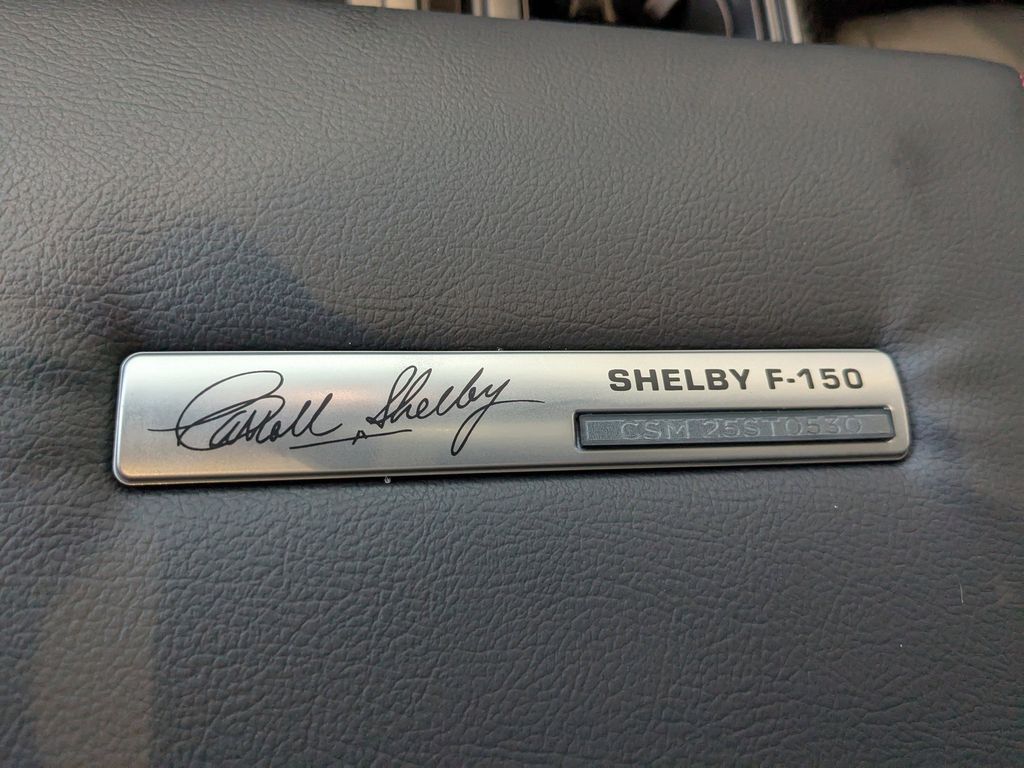 Carroll Shelby
SHELBY F-150
CSM 25ST0530